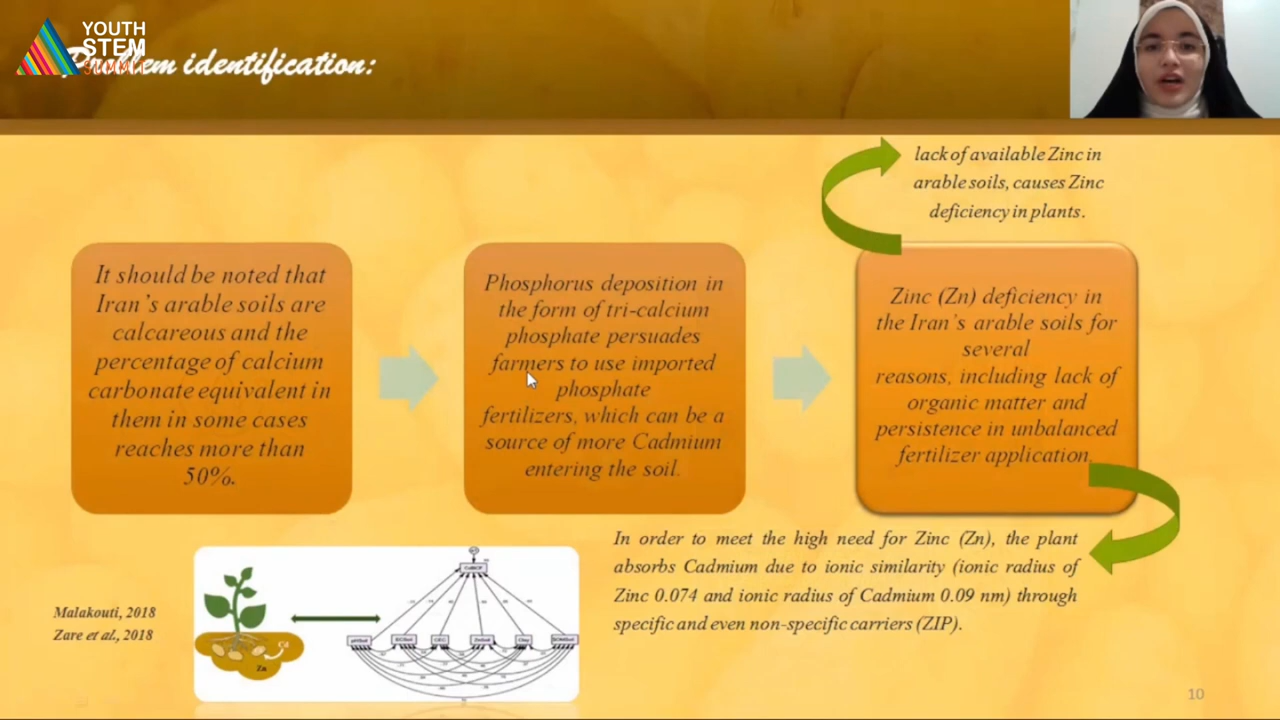 YOUTH
STEM
SUMMIT
Problem identification:
lack of available Zinc in
arable soils, causes Zinc
deficiency in plants.
It should be noted that
Iran's arable soils are
calcareous and the
percentage of calcium
carbonate equivalent in
them in some cases
reaches more than
50%.
Phosphorus deposition in
the form of tri-calcium
phosphate persuades
farmers to use imported
phosphate
fertilizers, which can be a
source of more Cadmium
entering the soil.
Zinc (Zn) deficiency in
the Iran's arable soils for
several
reasons, including lack of
organic matter and
persistence in unbalanced
fertilizer application.
In order to meet the high need for Zinc (Zn), the plant
absorbs Cadmium due to ionic similarity (ionic radius of
Zinc 0.074 and ionic radius of Cadmium 0.09 nm) through
specific and even non-specific carriers (ZIP).
Malakouti, 2018
Zare et al., 2018
Cd
Zn
10